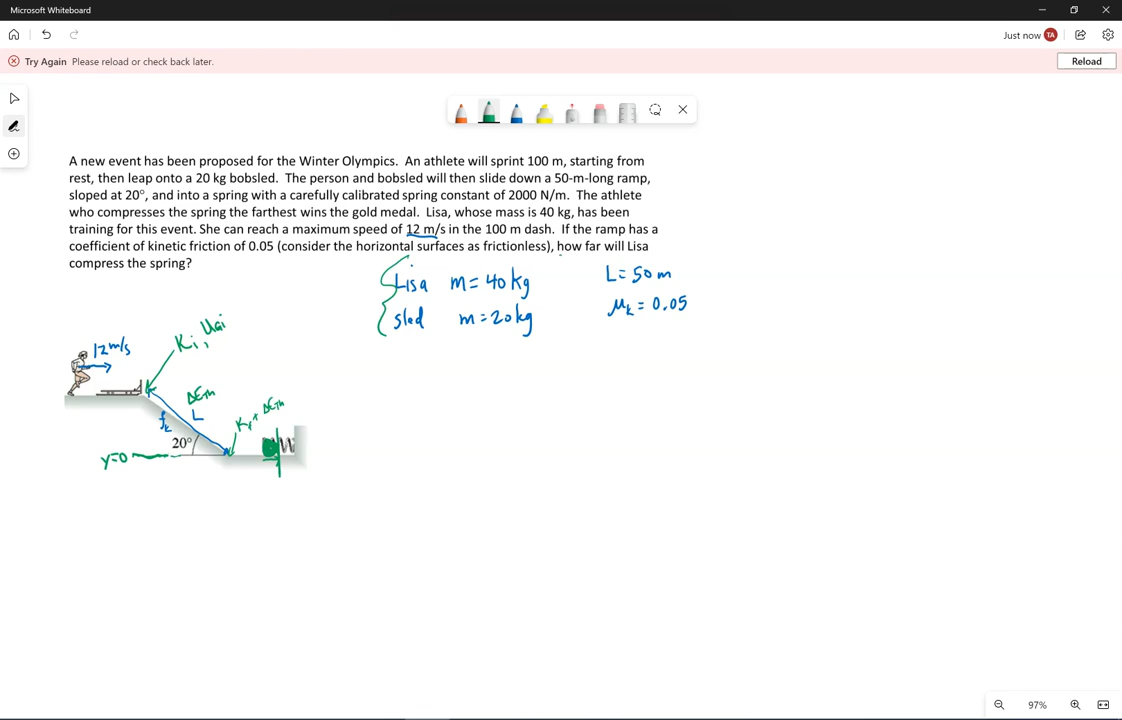 Microsoft Whiteboard
Just now TA
Try Again Please reload or check back later.
Reload
A new event has been proposed for the Winter Olympics. An athlete will sprint 100 m, starting from
rest, then leap onto a 20 kg bobsled. The person and bobsled will then slide down a 50-m-long ramp,
sloped at 20°, and into a spring with a carefully calibrated spring constant of 2000 N/m. The athlete
who compresses the spring the farthest wins the gold medal. Lisa, whose mass is 40 kg, has been
training for this event. She can reach a maximum speed of 12 m/s in the 100 m dash. If the ramp has a
coefficient of kinetic friction of 0.05 (consider the horizontal surfaces as frictionless), how far will Lisa
compress the spring?
Lisa m = 40 kg
L = 50 m
slad m = 20 kg
μk = 0.05
Ki, UGi
12 m/s
ΔEth
L
fk
Kf + ΔEth
20°
y=0
97%